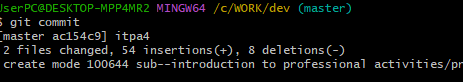 UserPC@DESKTOP-MPP4MR2 MINGW64 /c/WORK/dev (master)
$ git commit
[master ac154c9] itpa4
2 files changed, 54 insertions(+), 8 deletions(-)
create mode 100644 sub--introduction to professional activities/pr